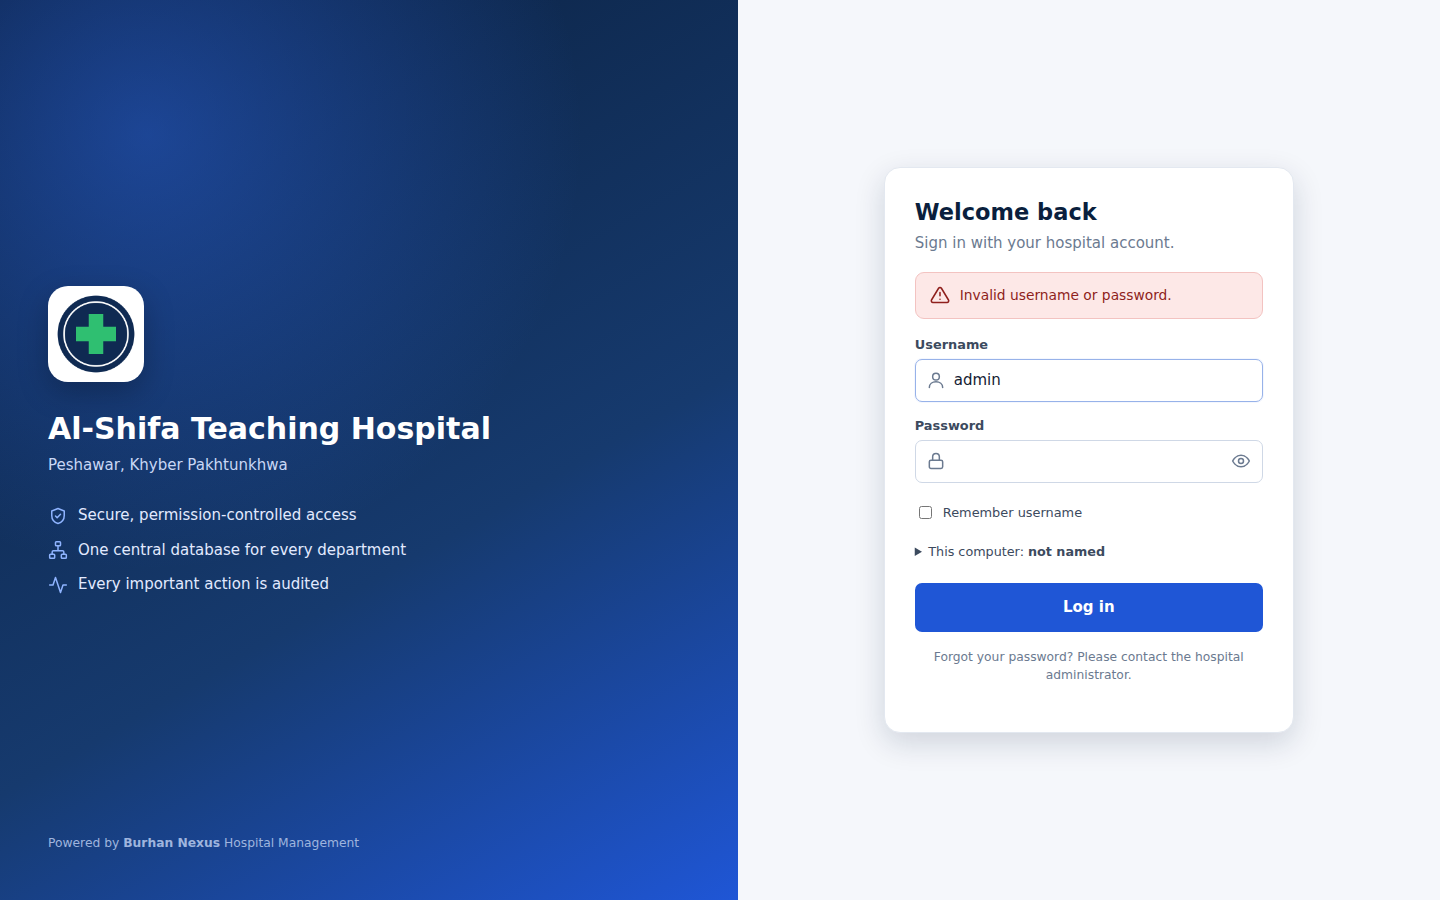 Al-Shifa Teaching Hospital
Peshawar, Khyber Pakhtunkhwa
Secure, permission-controlled access
One central database for every department
Every important action is audited
Powered by Burhan Nexus Hospital Management
Welcome back
Sign in with your hospital account.
Invalid username or password.
Username
admin
Password
Remember username
This computer: not named
Log in
Forgot your password? Please contact the hospital
administrator.